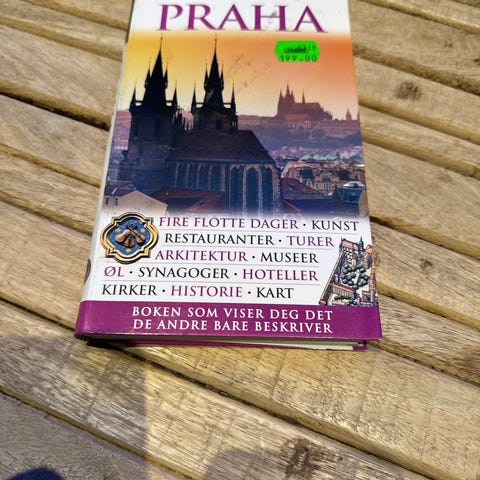 PRAHA
199.00
FIRE FLOTTE DAGER · KUNST
RESTAURANTER · TURER
ARKITEKTUR · MUSEER
ØL · SYNAGOGER · HOTELLER
KIRKER · HISTORIE · KART
BOKEN SOM VISER DEG DET
DE ANDRE BARE BESKRIVER